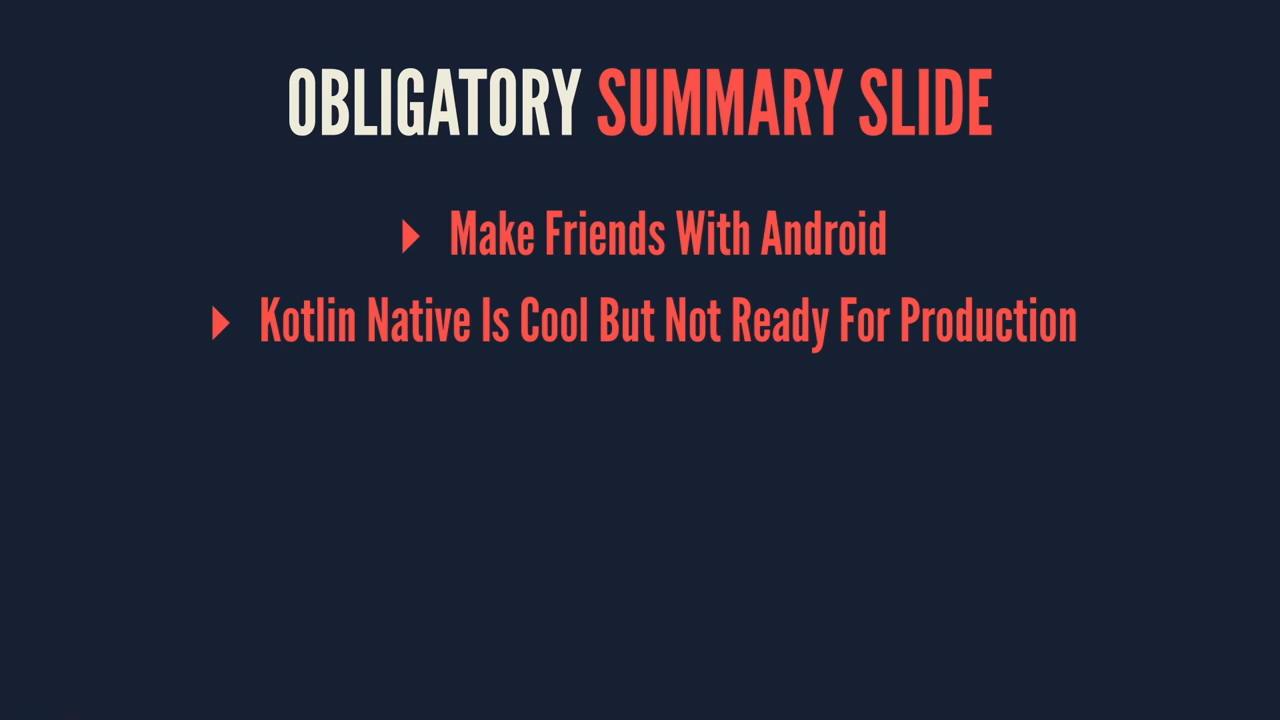 OBLIGATORY SUMMARY SLIDE
▸ Make Friends With Android
▸ Kotlin Native Is Cool But Not Ready For Production